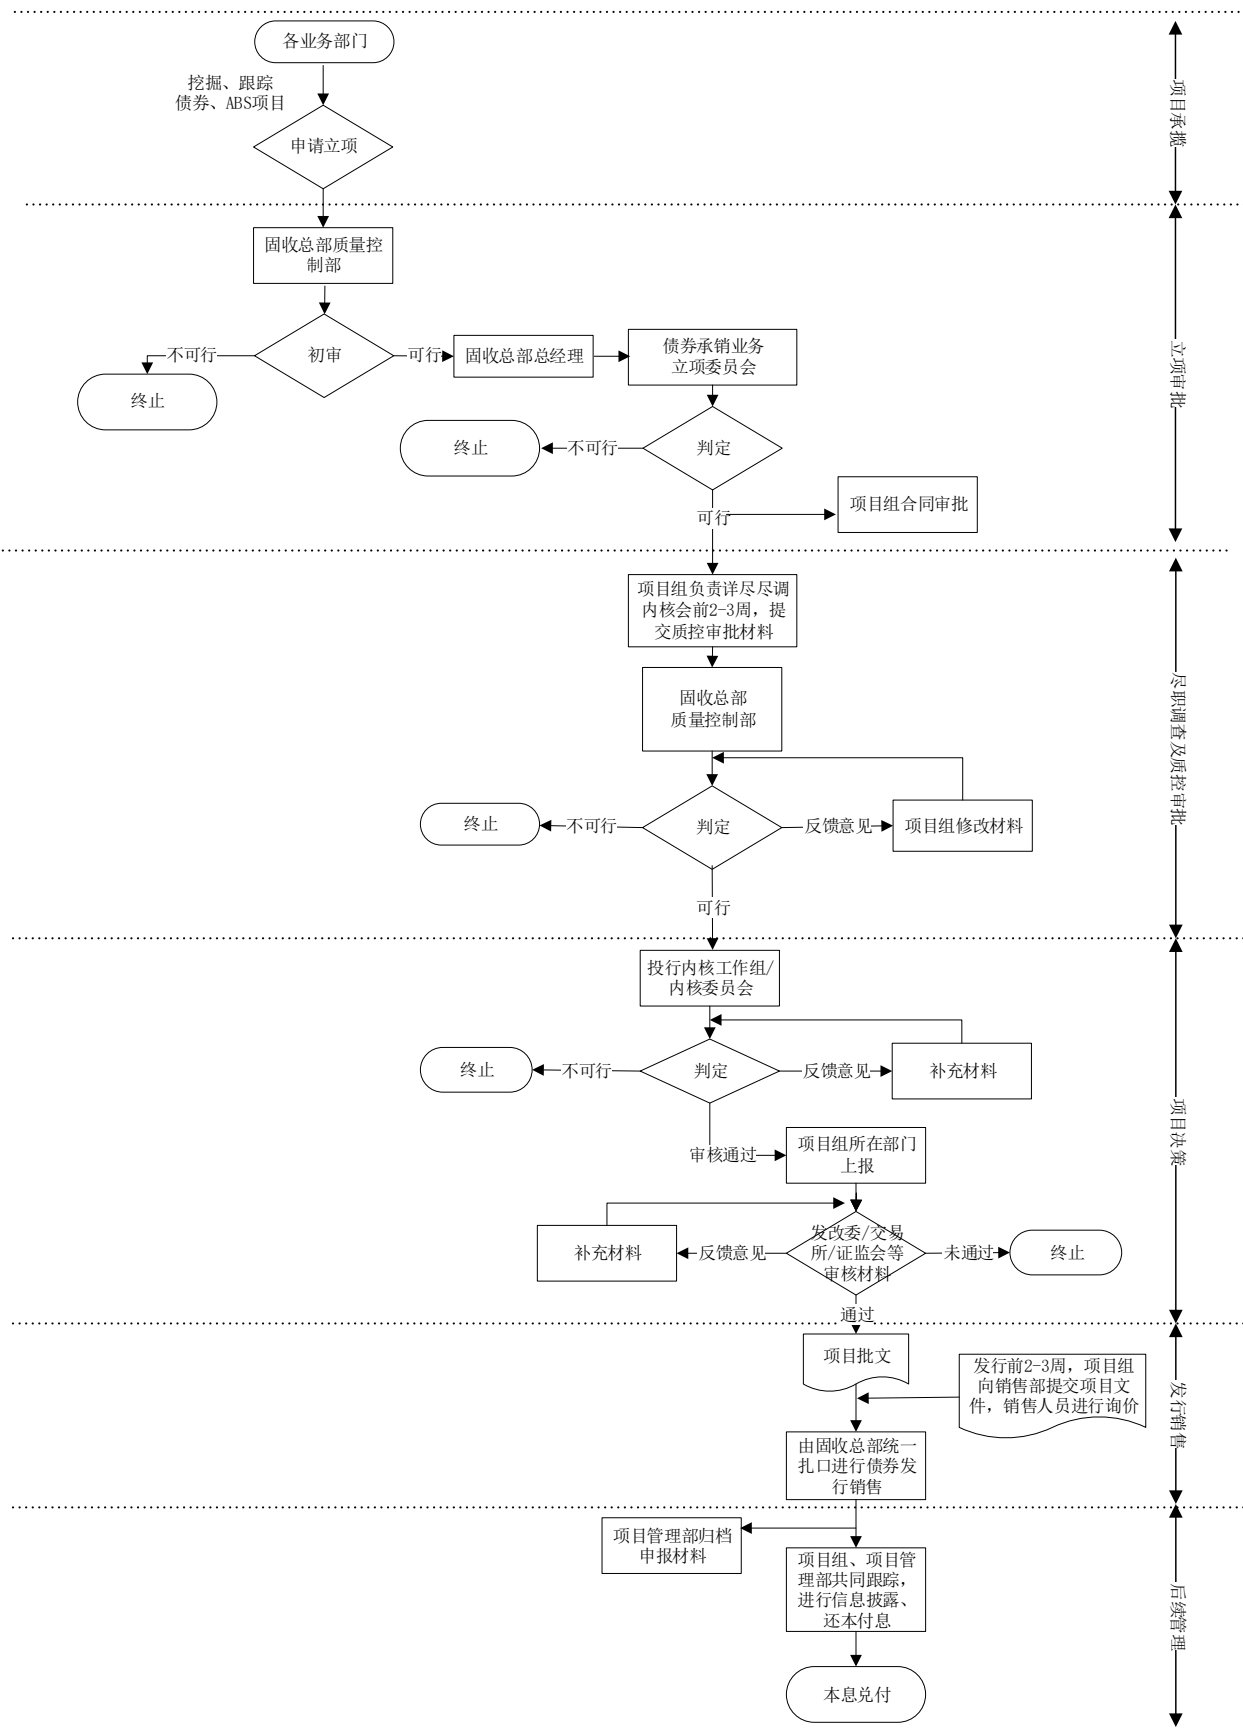 各业务部门
挖掘、跟踪
债券、ABS项目
申请立项
项目承揽
固收总部质量控
制部
初审
不可行
可行
终止
固收总部总经理
债券承销业务
立项委员会
判定
不可行
终止
可行
项目组合同审批
立项审批
项目组负责详尽尽调
内核会前2-3周，提
交质控审批材料
固收总部
质量控制部
判定
不可行
终止
反馈意见
项目组修改材料
可行
尽职调查及质控审批
投行内核工作组/
内核委员会
判定
不可行
终止
反馈意见
补充材料
审核通过
项目组所在部门
上报
发改委/交易
所/证监会等
审核材料
反馈意见
补充材料
未通过
终止
通过
项目决策
项目批文
发行前2-3周，项目组
向销售部提交项目文
件，销售人员进行询价
由固收总部统一
扎口进行债券发
行销售
发行销售
项目管理部归档
申报材料
项目组、项目管
理部共同跟踪，
进行信息披露、
还本付息
本息兑付
后续管理